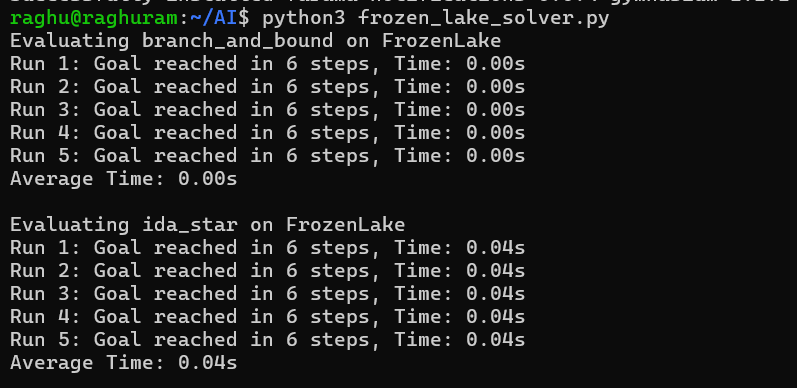 raghu@raghuram:~/AI$ python3 frozen_lake_solver.py
Evaluating branch_and_bound on FrozenLake
Run 1: Goal reached in 6 steps, Time: 0.00s
Run 2: Goal reached in 6 steps, Time: 0.00s
Run 3: Goal reached in 6 steps, Time: 0.00s
Run 4: Goal reached in 6 steps, Time: 0.00s
Run 5: Goal reached in 6 steps, Time: 0.00s
Average Time: 0.00s

Evaluating ida_star on FrozenLake
Run 1: Goal reached in 6 steps, Time: 0.04s
Run 2: Goal reached in 6 steps, Time: 0.04s
Run 3: Goal reached in 6 steps, Time: 0.04s
Run 4: Goal reached in 6 steps, Time: 0.04s
Run 5: Goal reached in 6 steps, Time: 0.04s
Average Time: 0.04s